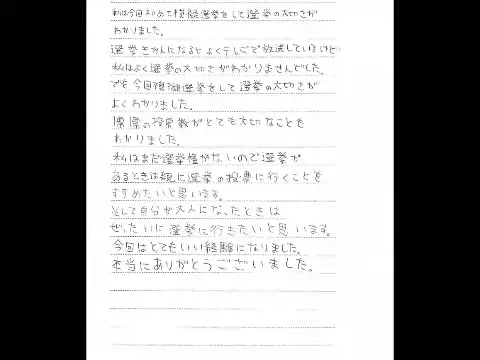 私は今回初めて模擬選挙をして選挙の大切さが
わかりました。
選挙きかんになるとよくテレビで放送しているけど
私はよく選挙の大切さがわかりませんでした。
でも、今回模擬選挙をして選挙の大切さが
よくわかりました。
票の投票数がとても大切なことも
わかりました。
私はまだ選挙権がないので選挙が
あるときは親に選挙の投票に行くことを
すすめたいと思います。
そして自分が大人になったときは
ぜったいに選挙に行きたいと思います。
今回はとてもいい経験になりました。
本当にありがとうございました。